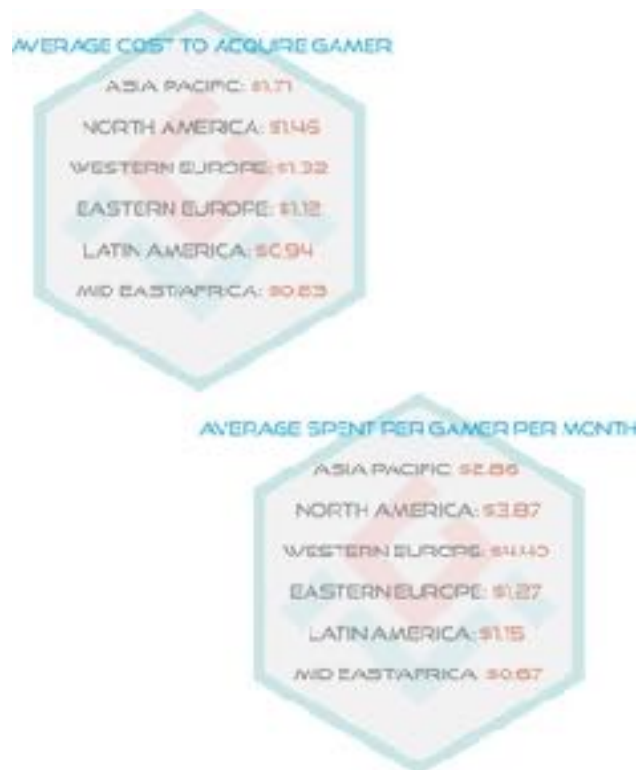 AVERAGE COST TO ACQUIRE GAMER
ASIA PACIFIC: $1.71
NORTH AMERICA: $1.45
WESTERN EUROPE: $1.32
EASTERN EUROPE: $1.12
LATIN AMERICA: $0.94
MID EAST/AFRICA: $0.83
AVERAGE SPENT PER GAMER PER MONTH
ASIA PACIFIC: $2.86
NORTH AMERICA: $3.87
WESTERN EUROPE:
EASTERN EUROPE: $1.27
LATIN AMERICA: $1.15
MID EAST/AFRICA: $0.67